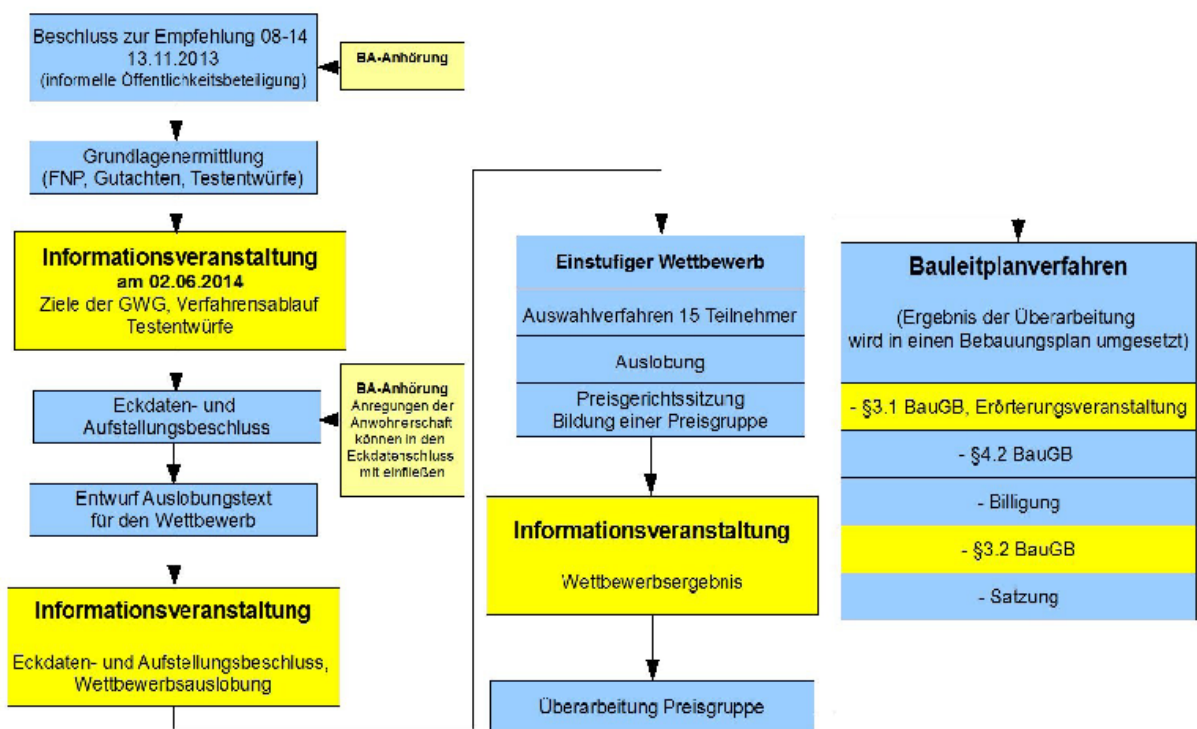 Beschluss zur Empfehlung 08-14
13.11.2013
(informelle Öffentlichkeitsbeteiligung)
BA-Anhörung
Grundlagenermittlung
(FNP, Gutachten, Testentwürfe)
Informationsveranstaltung
am 02.06.2014
Ziele der GWG, Verfahrensablauf
Testentwürfe
Eckdaten- und
Aufstellungsbeschluss
BA-Anhörung
Anregungen der
Anwohnerschaft
können in den
Eckdatenschluss
mit einfließen
Entwurf Auslobungstext
für den Wettbewerb
Informationsveranstaltung
Eckdaten- und Aufstellungsbeschluss,
Wettbewerbsauslobung
Einstufiger Wettbewerb
Auswahlverfahren 15 Teilnehmer
Auslobung
Preisgerichtssitzung
Bildung einer Preisgruppe
Informationsveranstaltung
Wettbewerbsergebnis
Überarbeitung Preisgruppe
Bauleitplanverfahren
(Ergebnis der Überarbeitung
wird in einen Bebauungsplan umgesetzt)
- §3.1 BauGB, Erörterungsveranstaltung
- §4.2 BauGB
- Billigung
- §3.2 BauGB
- Satzung